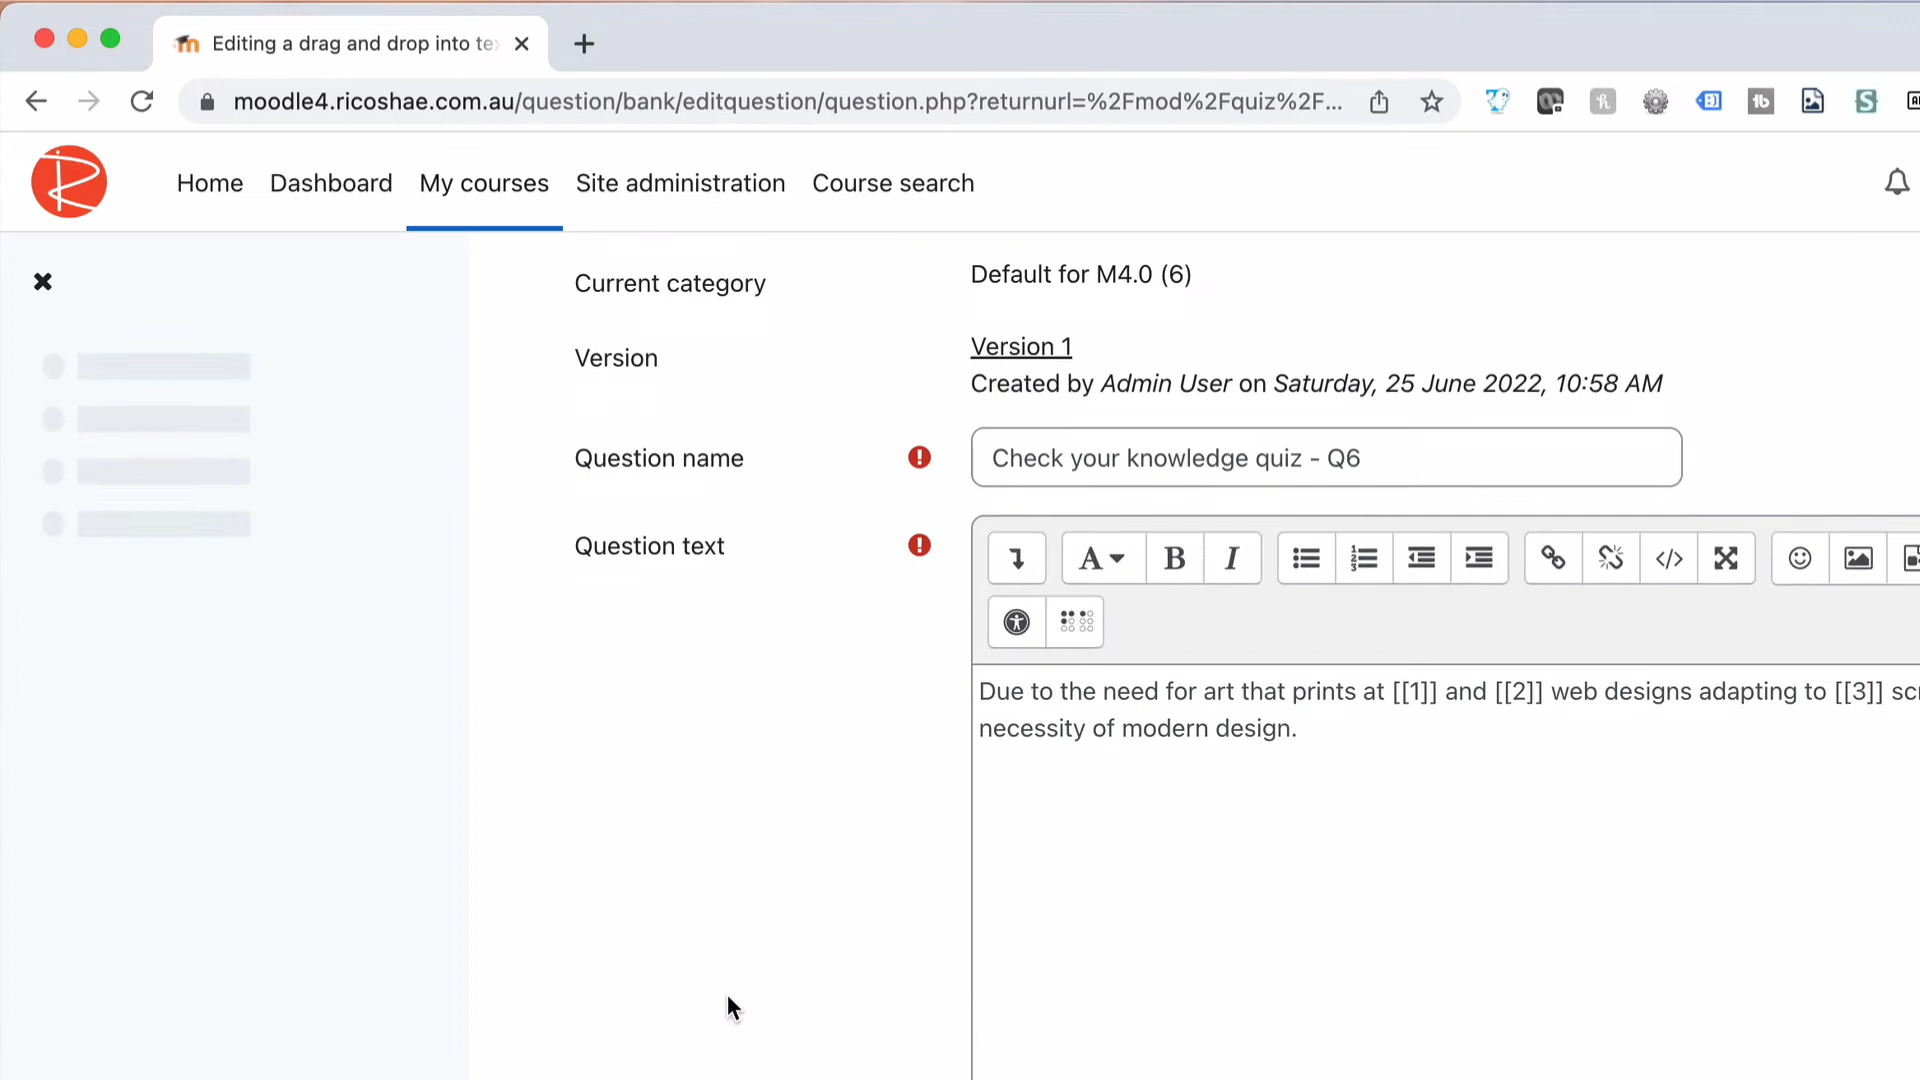 Editing a drag and drop into te
moodle4.ricoshae.com.au/question/bank/editquestion/question.php?returnurl=%2Fmod%2Fquiz%2F...
Home Dashboard My courses Site administration Course search
Current category Default for M4.0 (6)
Version Version 1
Created by Admin User on Saturday, 25 June 2022, 10:58 AM
Question name Check your knowledge quiz - Q6
Question text
Due to the need for art that prints at [[1]] and [[2]] web designs adapting to [[3]]
necessity of modern design.